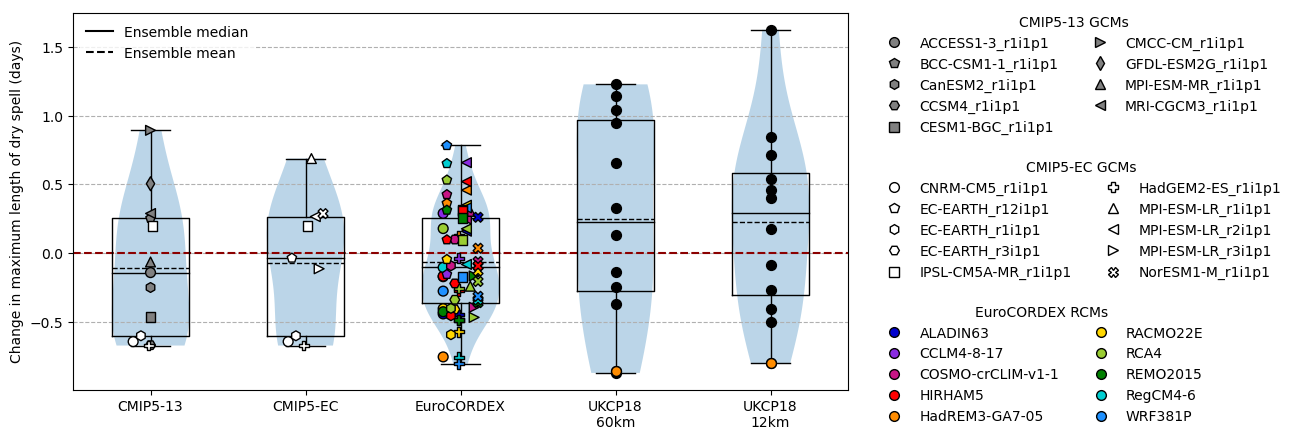 Change in maximum length of dry spell (days)
1.5
1.0
0.5
0.0
−0.5
Ensemble median
Ensemble mean
CMIP5-13
CMIP5-EC
EuroCORDEX
UKCP18
60km
UKCP18
12km
CMIP5-13 GCMs
ACCESS1-3_r1i1p1
BCC-CSM1-1_r1i1p1
CanESM2_r1i1p1
CCSM4_r1i1p1
CESM1-BGC_r1i1p1
CMCC-CM_r1i1p1
GFDL-ESM2G_r1i1p1
MPI-ESM-MR_r1i1p1
MRI-CGCM3_r1i1p1
CMIP5-EC GCMs
CNRM-CM5_r1i1p1
EC-EARTH_r12i1p1
EC-EARTH_r1i1p1
EC-EARTH_r3i1p1
IPSL-CM5A-MR_r1i1p1
HadGEM2-ES_r1i1p1
MPI-ESM-LR_r1i1p1
MPI-ESM-LR_r2i1p1
MPI-ESM-LR_r3i1p1
NorESM1-M_r1i1p1
EuroCORDEX RCMs
ALADIN63
CCLM4-8-17
COSMO-crCLIM-v1-1
HIRHAM5
HadREM3-GA7-05
RACMO22E
RCA4
REMO2015
RegCM4-6
WRF381P